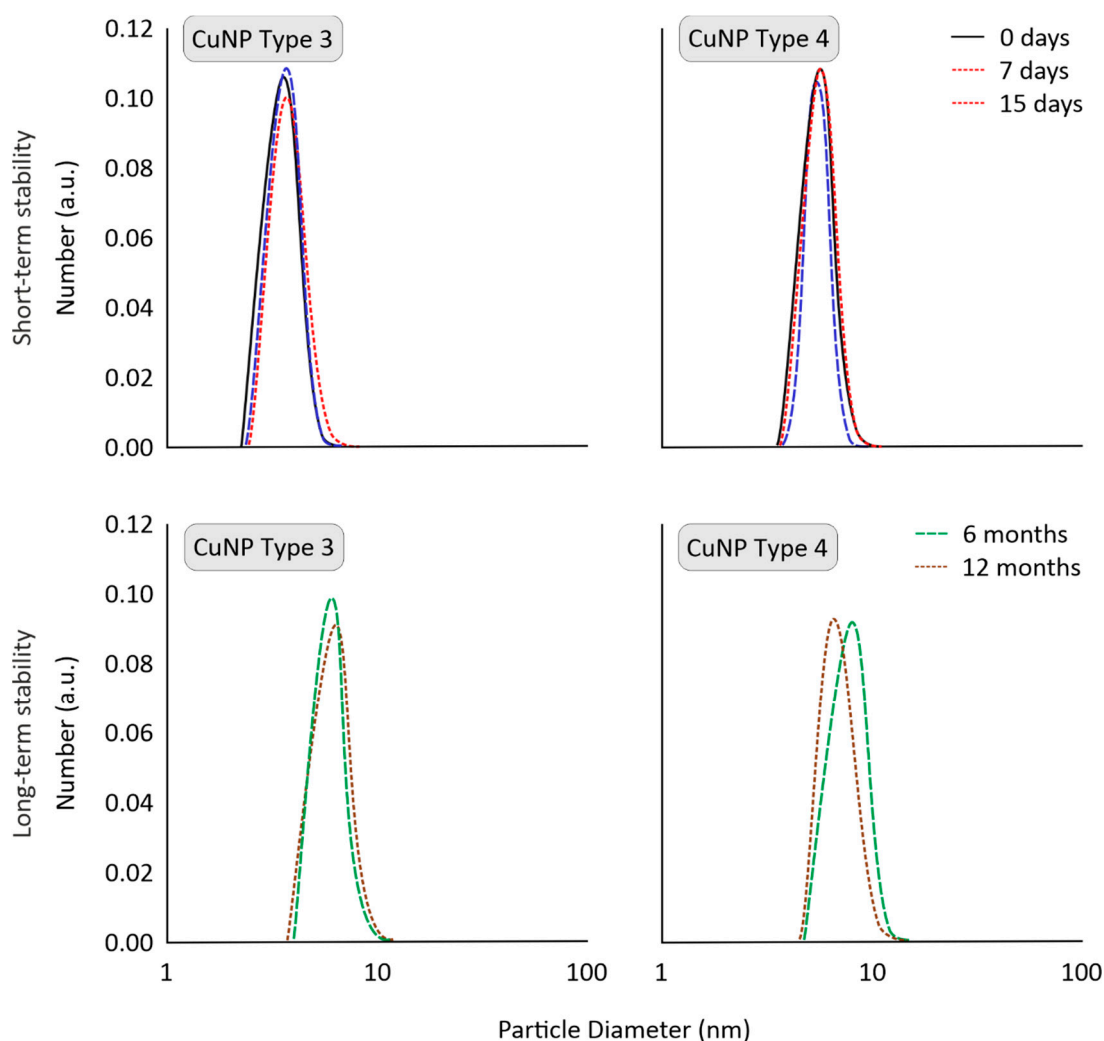 0.12
0.10
0.08
0.06
0.04
0.02
0.00
Short-term stability
Number (a.u.)
CuNP Type 3
CuNP Type 4
0 days
7 days
15 days
0.12
0.10
0.08
0.06
0.04
0.02
0.00
Long-term stability
Number (a.u.)
CuNP Type 3
CuNP Type 4
6 months
12 months
1
10
100
1
10
100
Particle Diameter (nm)